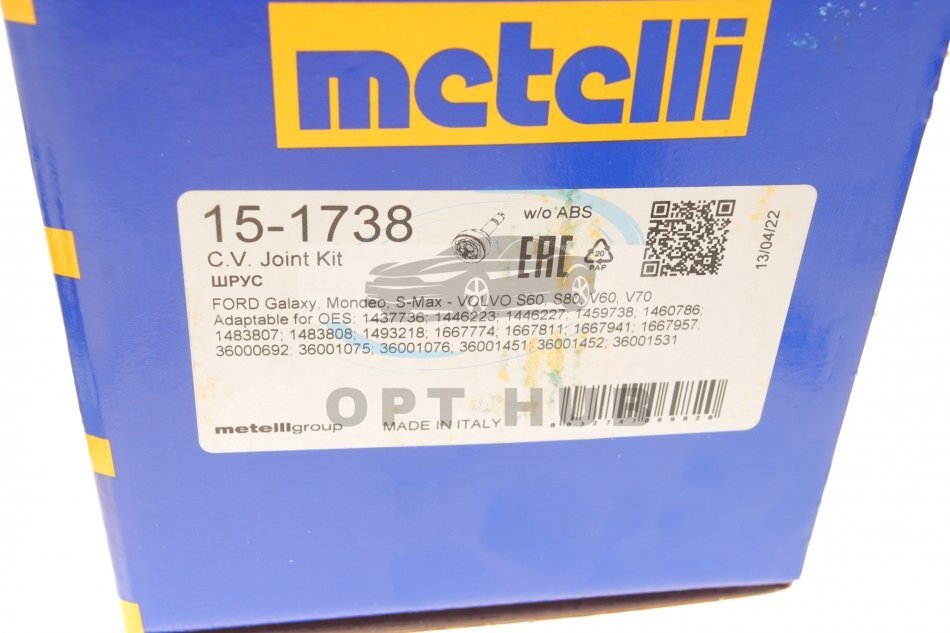 metelli
15-1738
w/o ABS
C.V. Joint Kit
EAC
20
PAP
13/04/22
ШРУС
FORD Galaxy, Mondeo, S-Max - VOLVO S60, S80, V60, V70
Adaptable for OES: 1437736; 1446223; 1446227; 1459738; 1460786;
1483807; 1483808; 1493218; 1667774; 1667811; 1667941; 1667957;
36000692; 36001075; 36001076; 36001451; 36001452; 36001531
OPT HUB
metelligroup
MADE IN ITALY